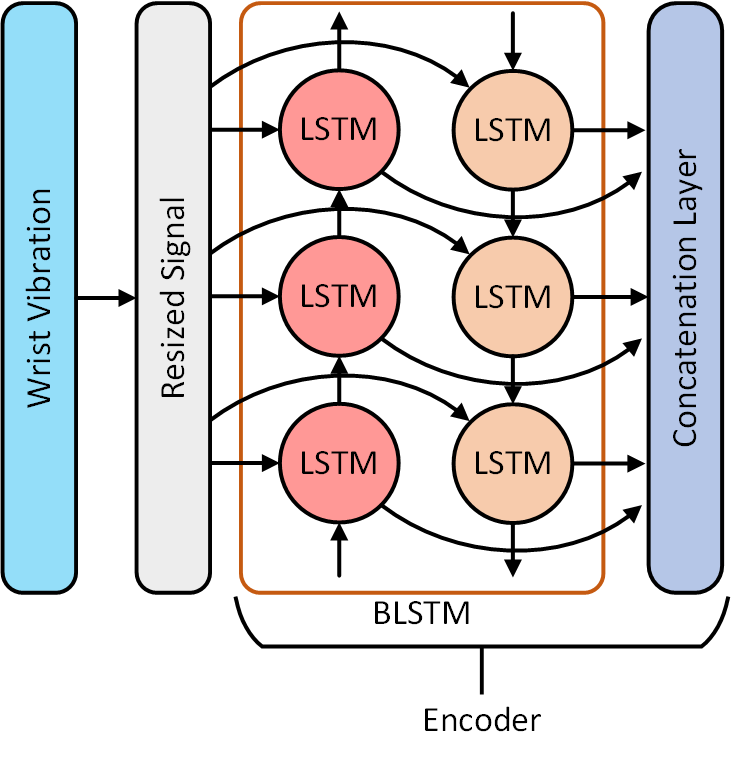 Wrist Vibration
Resized Signal
LSTM
LSTM
LSTM
LSTM
LSTM
LSTM
Concatenation Layer
BLSTM
Encoder